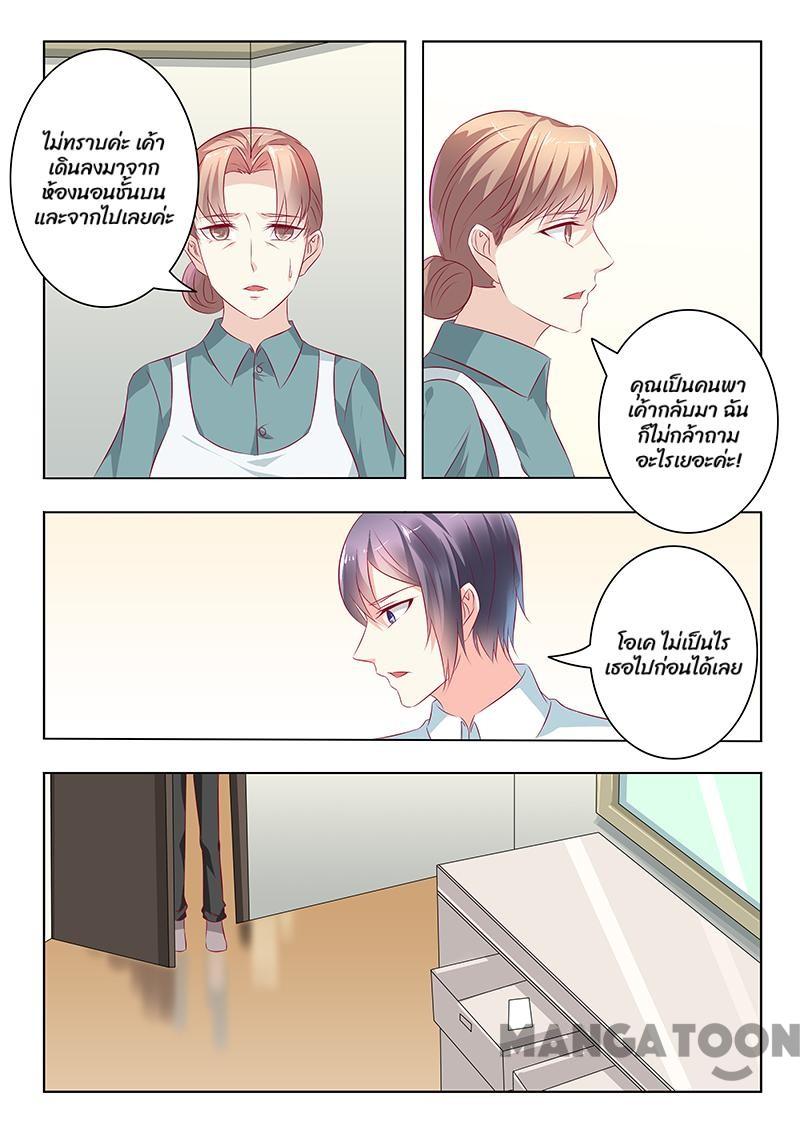 ไม่ทราบค่ะ เค้า
เดินลงมาจาก
ห้องนอนชั้นบน
และจากไปเลยค่ะ
คุณเป็นคนพา
เค้ากลับมา ฉัน
ก็ไม่กล้าถาม
อะไรเยอะค่ะ!
โอเค ไม่เป็นไร
เธอไปก่อนได้เลย
MANGATOON